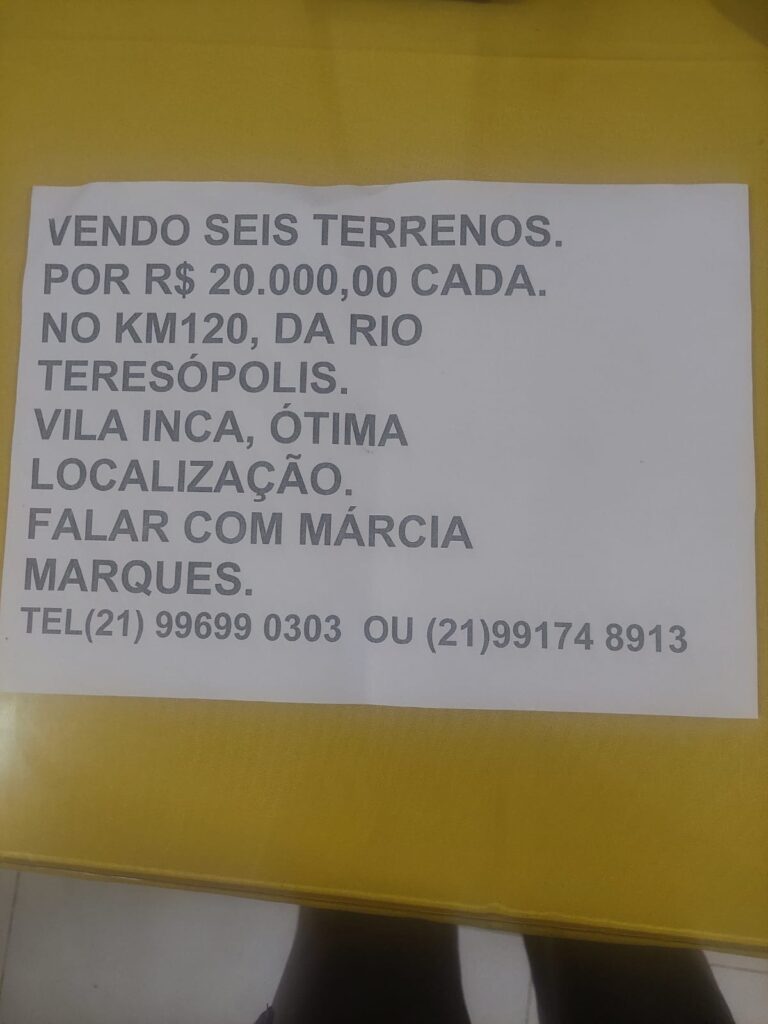 VENDO SEIS TERRENOS.
POR R$ 20.000,00 CADA.
NO KM120, DA RIO
TERESÓPOLIS.
VILA INCA, ÓTIMA
LOCALIZAÇÃO.
FALAR COM MÁRCIA
MARQUES.
TEL(21) 99699 0303 OU (21)99174 8913